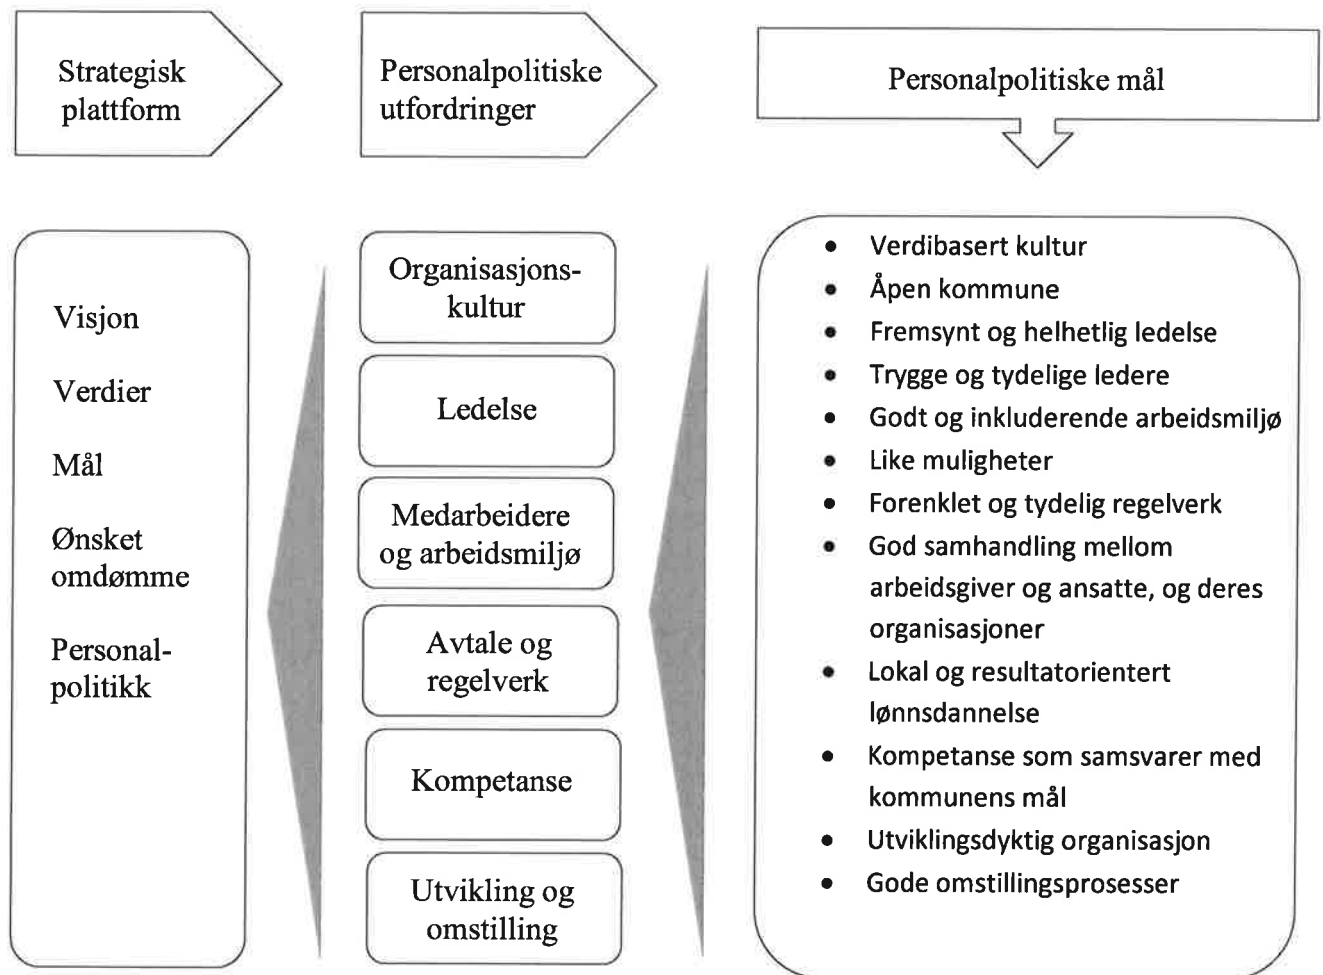 Strategisk
plattform
Personalpolitiske
utfordringer
Personalpolitiske mål
Visjon
Verdier
Mål
Ønsket
omdømme
Personal-
politikk
Organisasjons-
kultur
Ledelse
Medarbeidere
og arbeidsmiljø
Avtale og
regelverk
Kompetanse
Utvikling og
omstilling
• Verdibasert kultur
• Åpen kommune
• Fremsynt og helhetlig ledelse
• Trygge og tydelige ledere
• Godt og inkluderende arbeidsmiljø
• Like muligheter
• Forenklet og tydelig regelverk
• God samhandling mellom
arbeidsgiver og ansatte, og deres
organisasjoner
• Lokal og resultatorientert
lønnsdannelse
• Kompetanse som samsvarer med
kommunens mål
• Utviklingsdyktig organisasjon
• Gode omstillingsprosesser